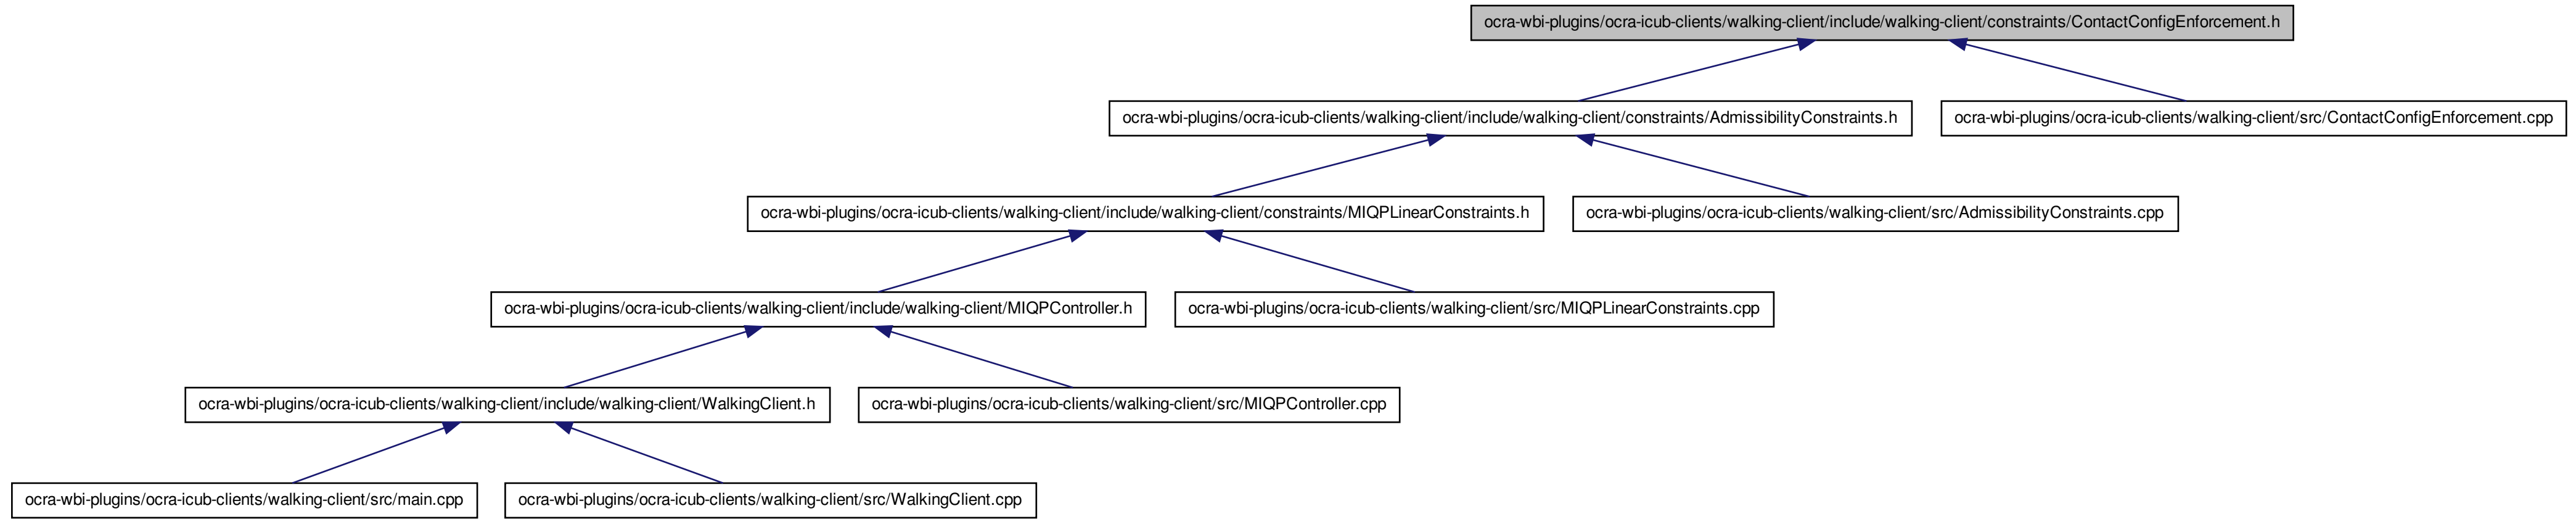 ocra-wbi-plugins/ocra-icub-clients/walking-client/include/walking-client/constraints/ContactConfigEnforcement.h
ocra-wbi-plugins/ocra-icub-clients/walking-client/include/walking-client/constraints/AdmissibilityConstraints.h
ocra-wbi-plugins/ocra-icub-clients/walking-client/src/ContactConfigEnforcement.cpp
ocra-wbi-plugins/ocra-icub-clients/walking-client/include/walking-client/constraints/MIQPLinearConstraints.h
ocra-wbi-plugins/ocra-icub-clients/walking-client/src/AdmissibilityConstraints.cpp
ocra-wbi-plugins/ocra-icub-clients/walking-client/include/walking-client/MIQPController.h
ocra-wbi-plugins/ocra-icub-clients/walking-client/src/MIQPLinearConstraints.cpp
ocra-wbi-plugins/ocra-icub-clients/walking-client/include/walking-client/WalkingClient.h
ocra-wbi-plugins/ocra-icub-clients/walking-client/src/MIQPController.cpp
ocra-wbi-plugins/ocra-icub-clients/walking-client/src/main.cpp
ocra-wbi-plugins/ocra-icub-clients/walking-client/src/WalkingClient.cpp